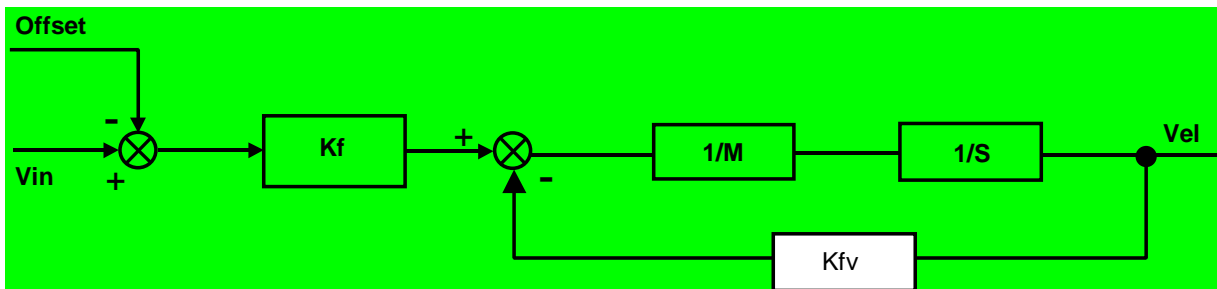 Offset
-
Kf
+
1/M
1/S
Vel
Vin
+
-
Kfv